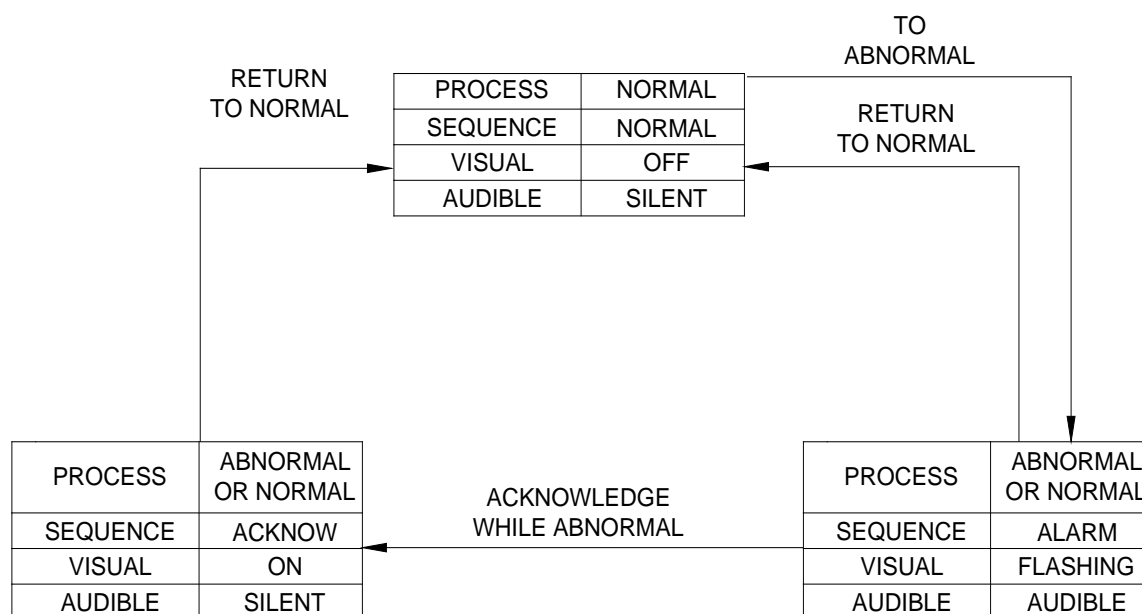 TO
ABNORMAL
RETURN
TO NORMAL
PROCESS NORMAL
SEQUENCE NORMAL
VISUAL OFF
AUDIBLE SILENT
RETURN
TO NORMAL
PROCESS ABNORMAL
OR NORMAL
SEQUENCE ACKNOW
VISUAL ON
AUDIBLE SILENT
ACKNOWLEDGE
WHILE ABNORMAL
PROCESS ABNORMAL
OR NORMAL
SEQUENCE ALARM
VISUAL FLASHING
AUDIBLE AUDIBLE